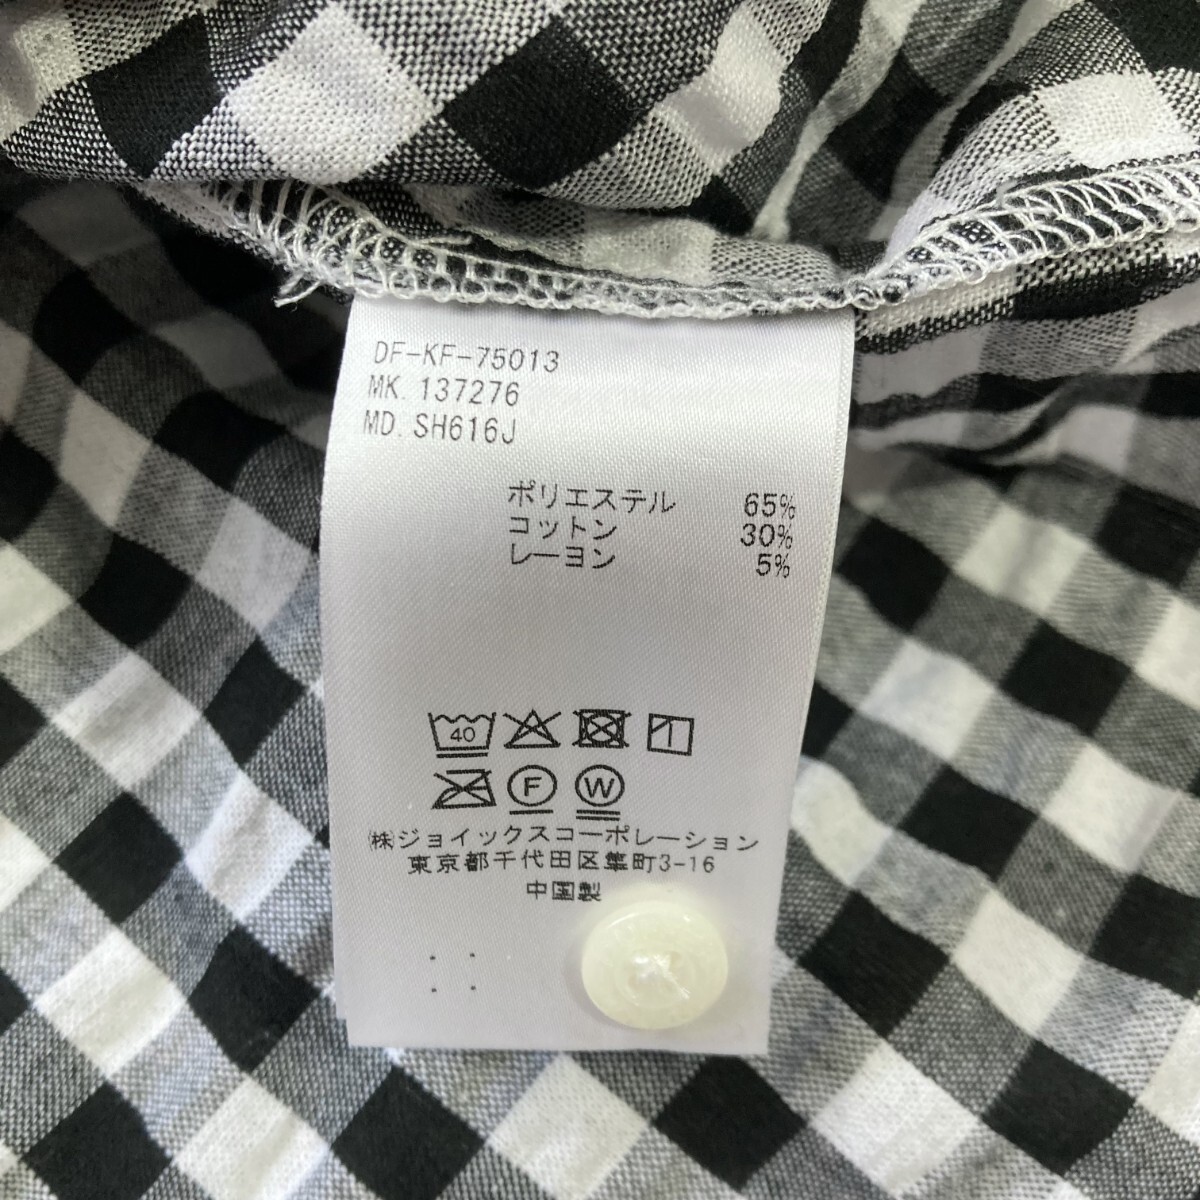 DF-KF-75013
MK. 137276
MD. SH616J
ポリエステル 65%
コットン 30%
レーヨン 5%
40
F W
㈱ジョイックスコーポレーション
東京都千代田区隼町3-16
中国製